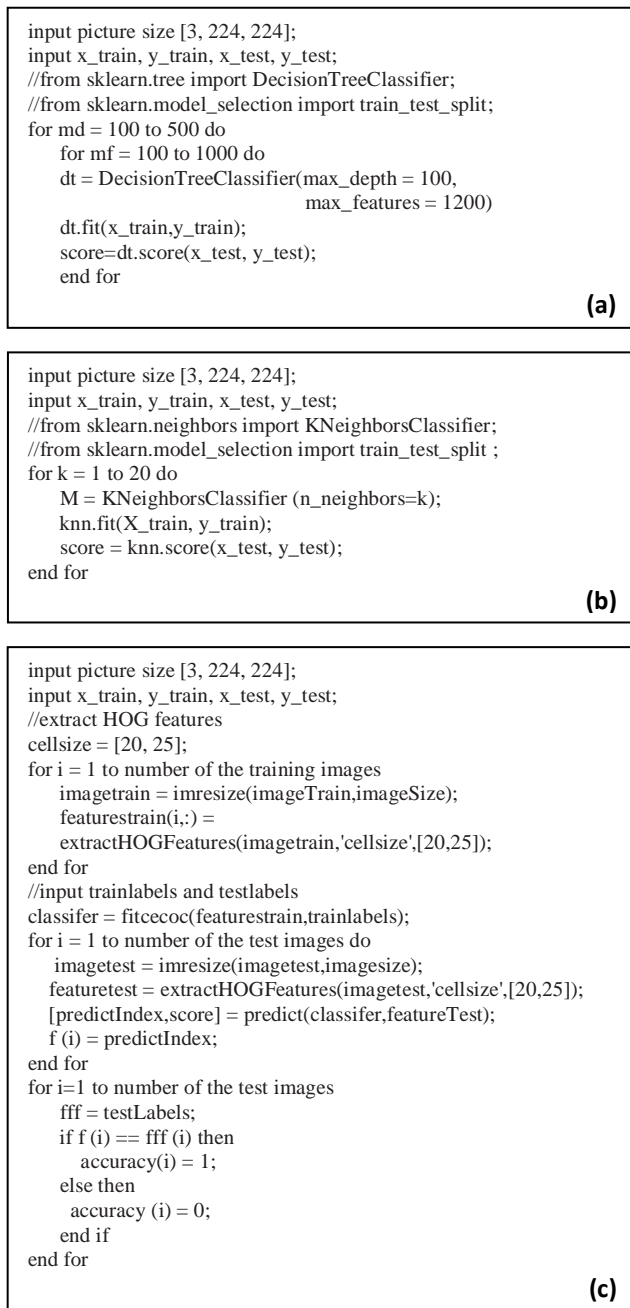 input picture size [3, 224, 224];
input x_train, y_train, x_test, y_test;
//from sklearn.tree import DecisionTreeClassifier;
//from sklearn.model_selection import train_test_split;
for md = 100 to 500 do
for mf = 100 to 1000 do
dt = DecisionTreeClassifier(max_depth = 100,
max_features = 1200)
dt.fit(x_train,y_train);
score=dt.score(x_test, y_test);
end for
(a)
input picture size [3, 224, 224];
input x_train, y_train, x_test, y_test;
//from sklearn.neighbors import KNeighborsClassifier;
//from sklearn.model_selection import train_test_split ;
for k = 1 to 20 do
M = KNeighborsClassifier (n_neighbors=k);
knn.fit(X_train, y_train);
score = knn.score(x_test, y_test);
end for
(b)
input picture size [3, 224, 224];
input x_train, y_train, x_test, y_test;
//extract HOG features
cellsize = [20, 25];
for i = 1 to number of the training images
imagetrain = imresize(imageTrain,imageSize);
featurestrain(i,:) =
extractHOGFeatures(imagetrain,'cellsize',[20,25]);
end for
//input trainlabels and testlabels
classifer = fitcecoc(featurestrain,trainlabels);
for i = 1 to number of the test images do
imagetest = imresize(imagetest,imagesize);
featuretest = extractHOGFeatures(imagetest,'cellsize',[20,25]);
[predictIndex,score] = predict(classifer,featureTest);
f (i) = predictIndex;
end for
for i=1 to number of the test images
fff = testLabels;
if f (i) == fff (i) then
accuracy(i) = 1;
else then
accuracy (i) = 0;
end if
end for
(c)